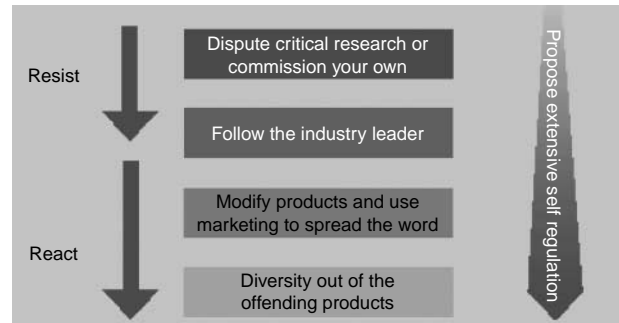 Resist
Dispute critical research or
commission your own
Follow the industry leader
React
Modify products and use
marketing to spread the word
Diversity out of the
offending products
Propose extensive self regulation